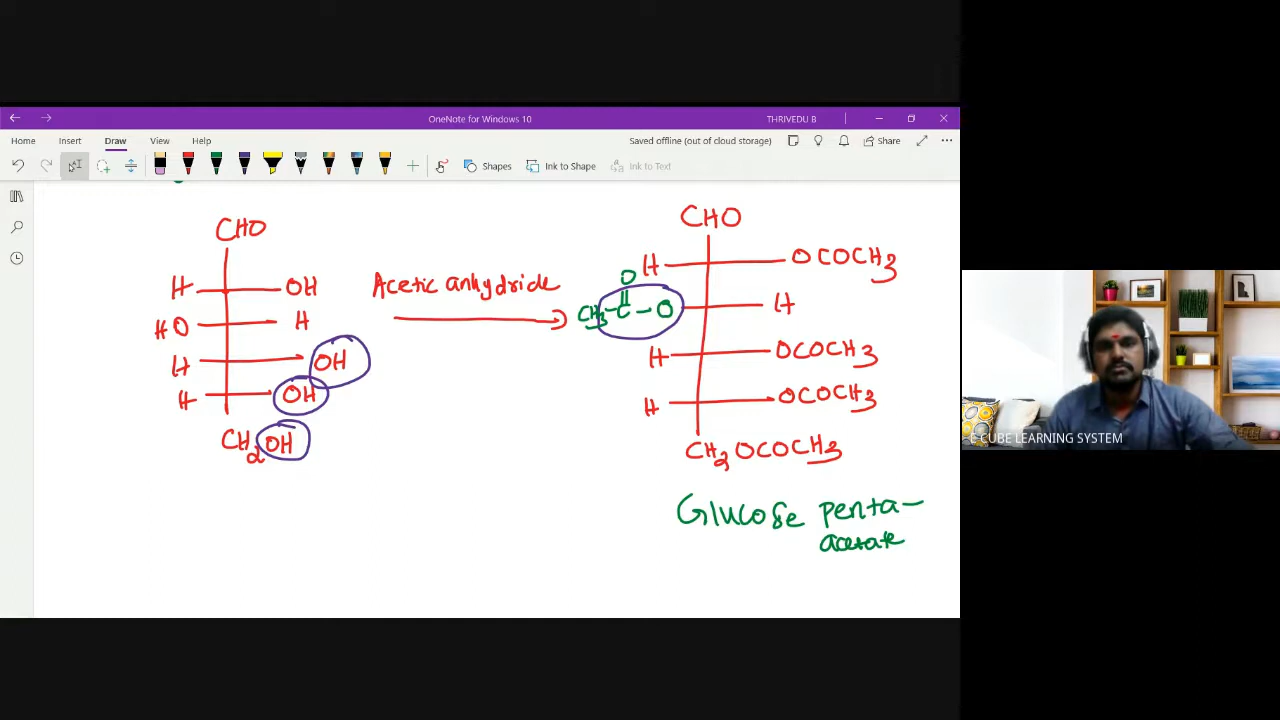 OneNote for Windows 10
THRIVEDU B
Home Insert Draw View Help
Saved offline (out of cloud storage)
Share
Shapes
Ink to Shape
Ink to Text
CHO
H OH
HO H
H OH
H OH
CH2OH
Acetic anhydride
CHO
H OCOCH3
O
CH3-C-O H
H OCOCH3
H OCOCH3
CH2OCOCH3
Glucose penta-
acetate
C CUBE LEARNING SYSTEM